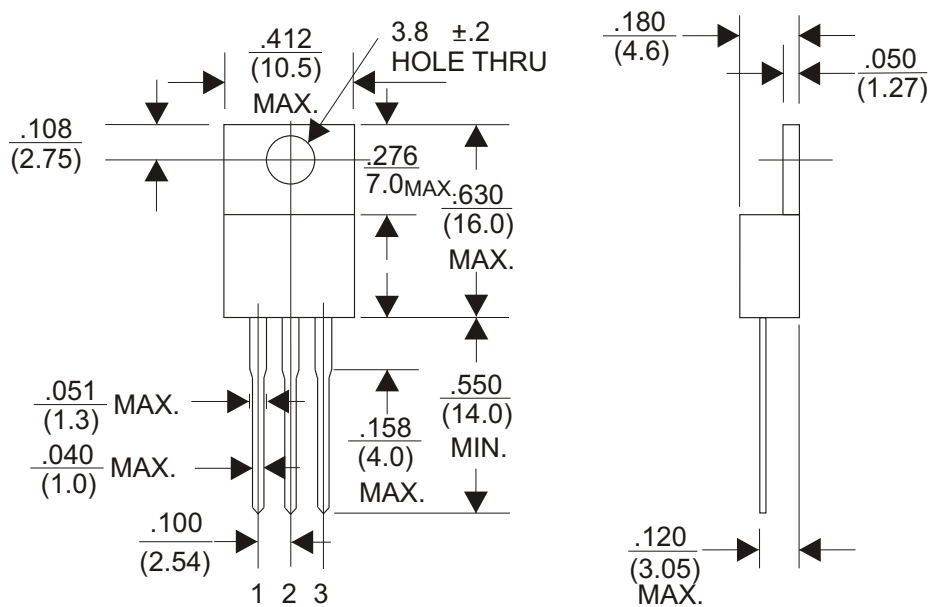 .412
(10.5)
MAX.
3.8 ±.2
HOLE THRU
.180
(4.6)
.050
(1.27)
.108
(2.75)
.276
7.0MAX.
.630
(16.0)
MAX.
.051
(1.3) MAX.
.040
(1.0) MAX.
.158
(4.0)
MAX.
.550
(14.0)
MIN.
.100
(2.54)
.120
(3.05)
MAX.
1 2 3